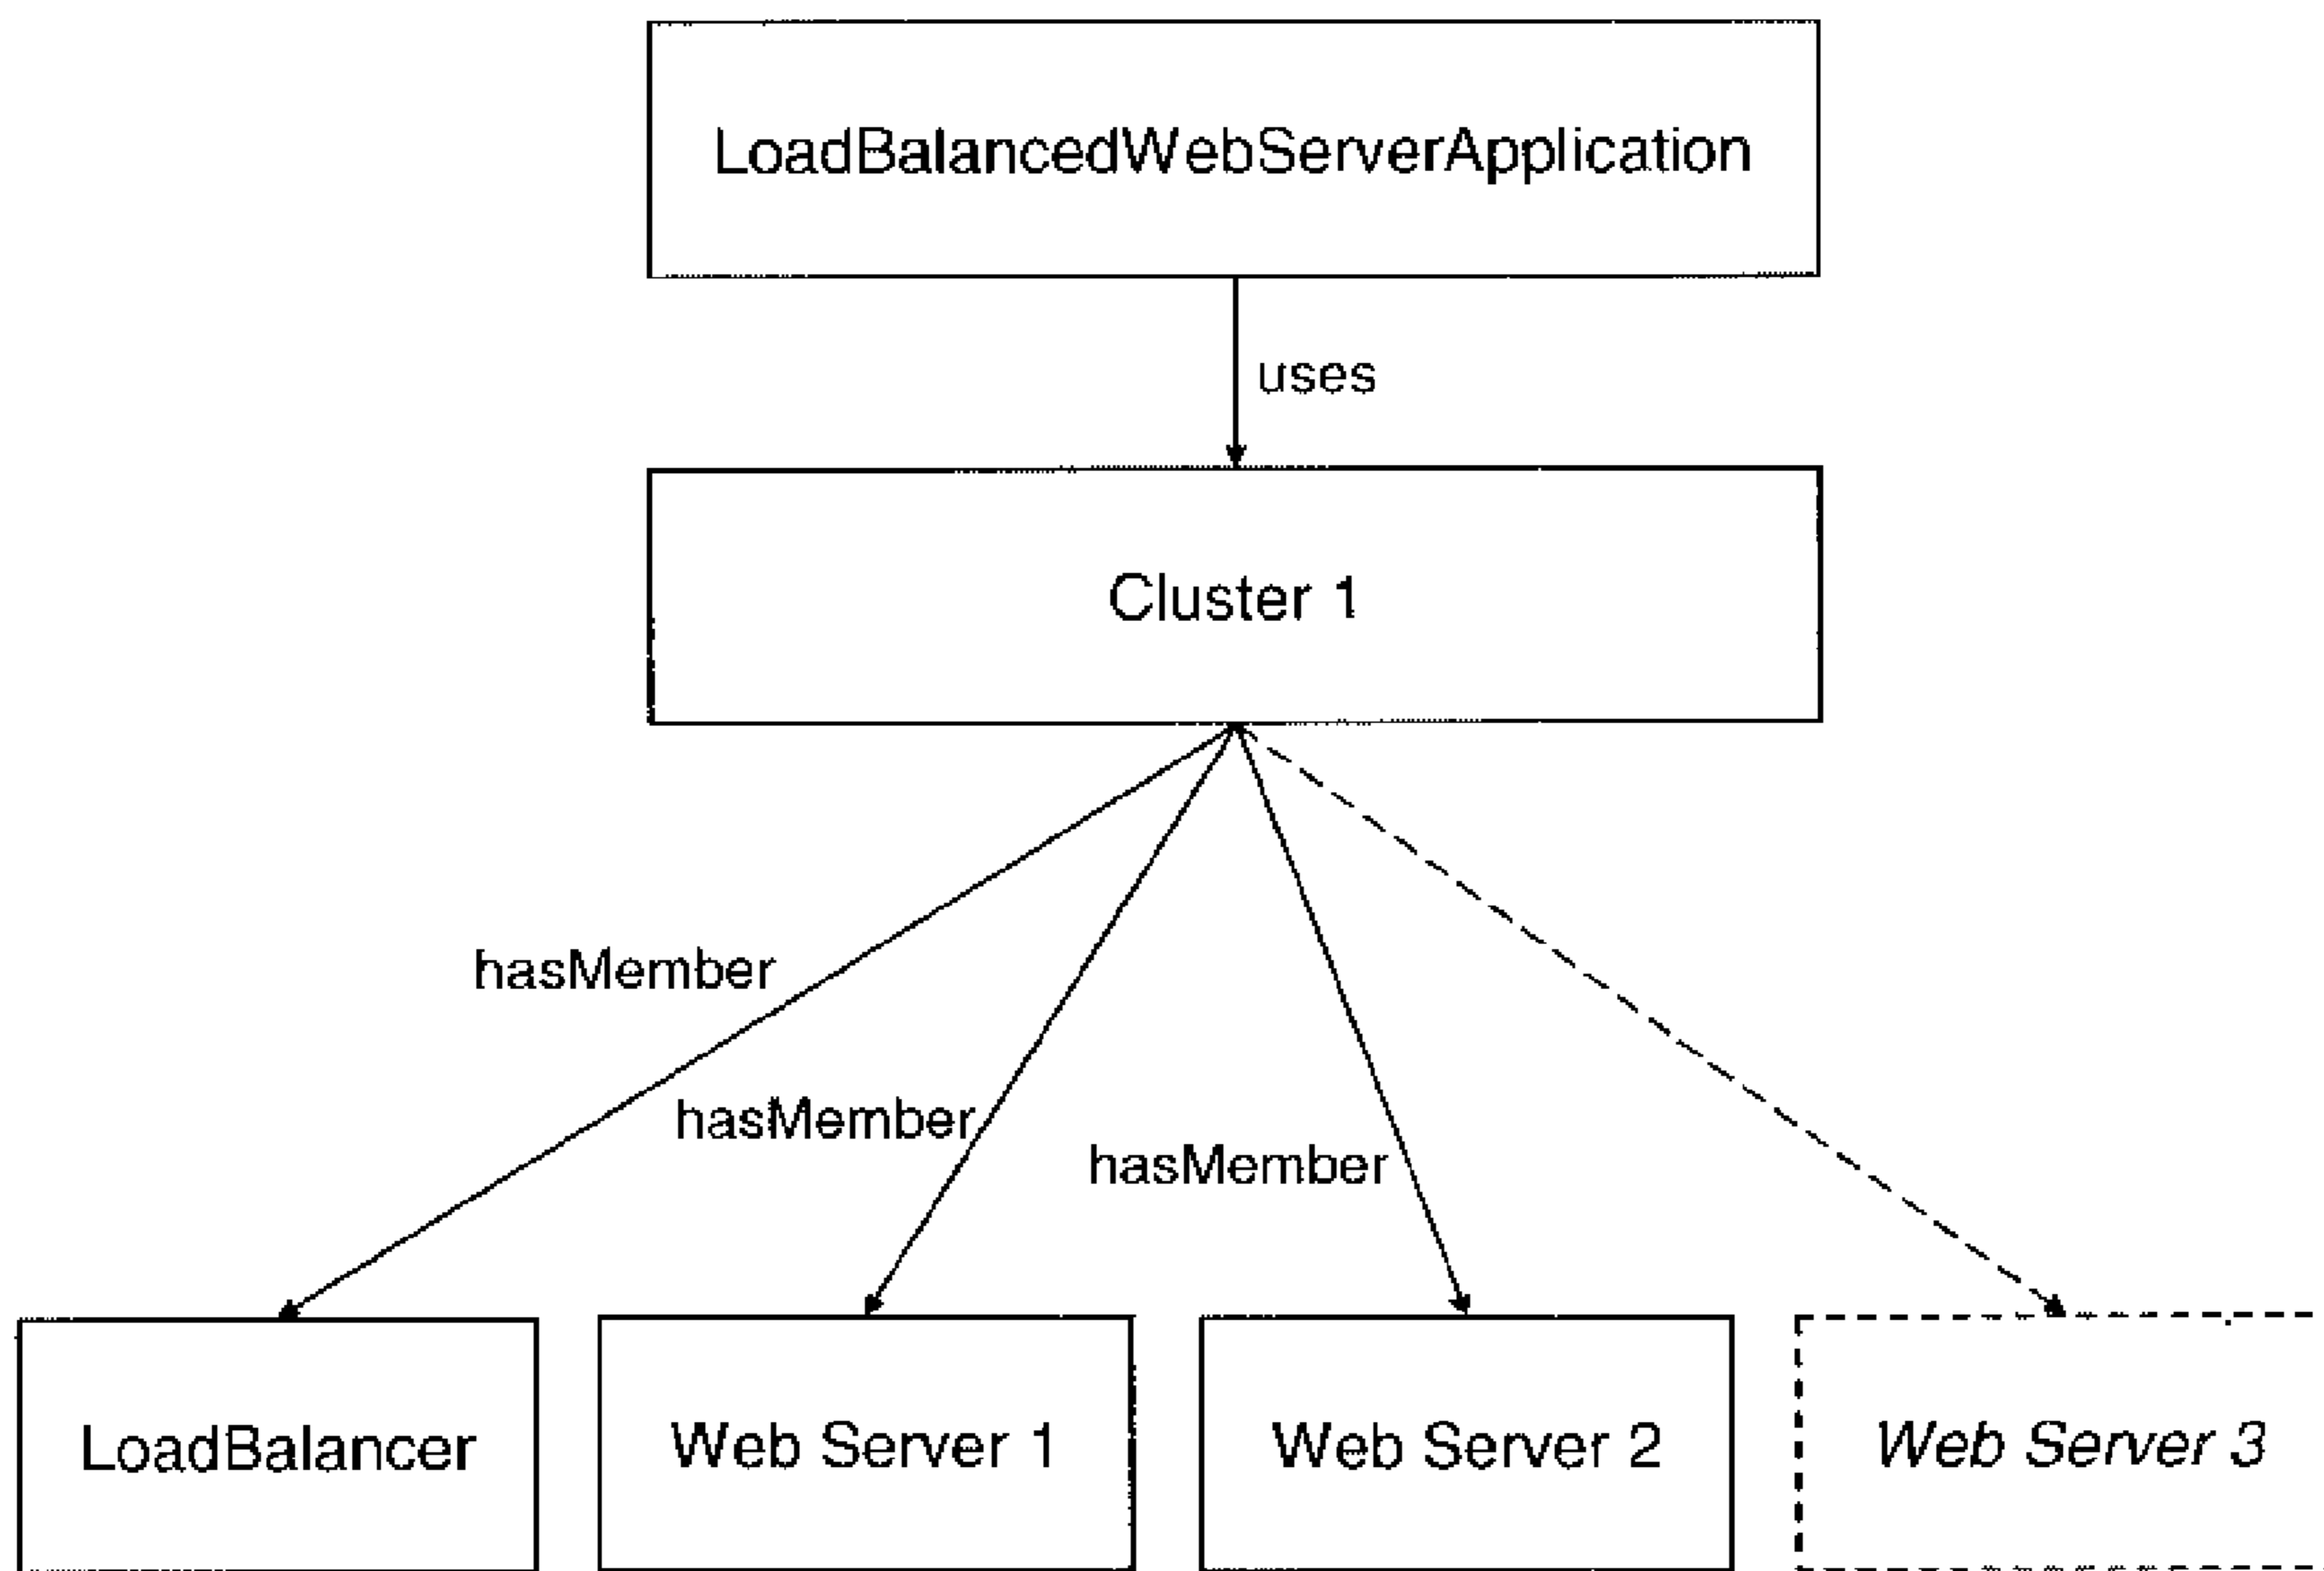 LoadBalancedWebServerApplication
uses
Cluster 1
hasMember
hasMember
hasMember
LoadBalancer
Web Server 1
Web Server 2
Web Server 3